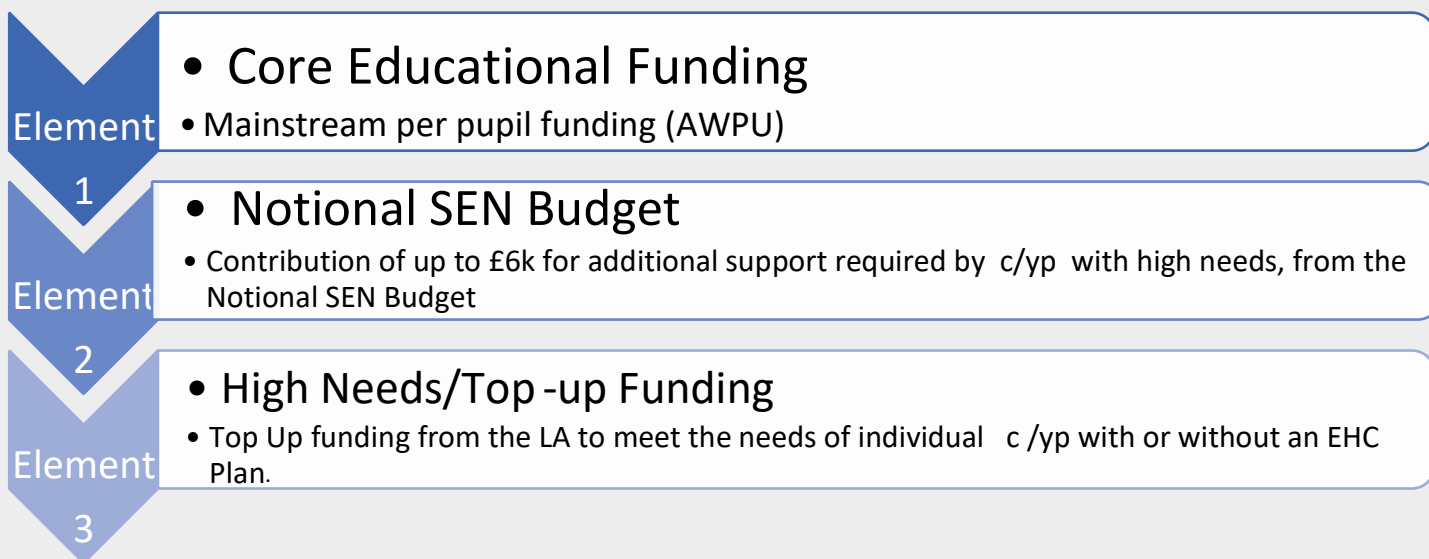 Element
1
• Core Educational Funding
• Mainstream per pupil funding (AWPU)
Element
2
• Notional SEN Budget
• Contribution of up to £6k for additional support required by c/yp with high needs, from the
Notional SEN Budget
Element
3
• High Needs/Top -up Funding
• Top Up funding from the LA to meet the needs of individual c /yp with or without an EHC
Plan.